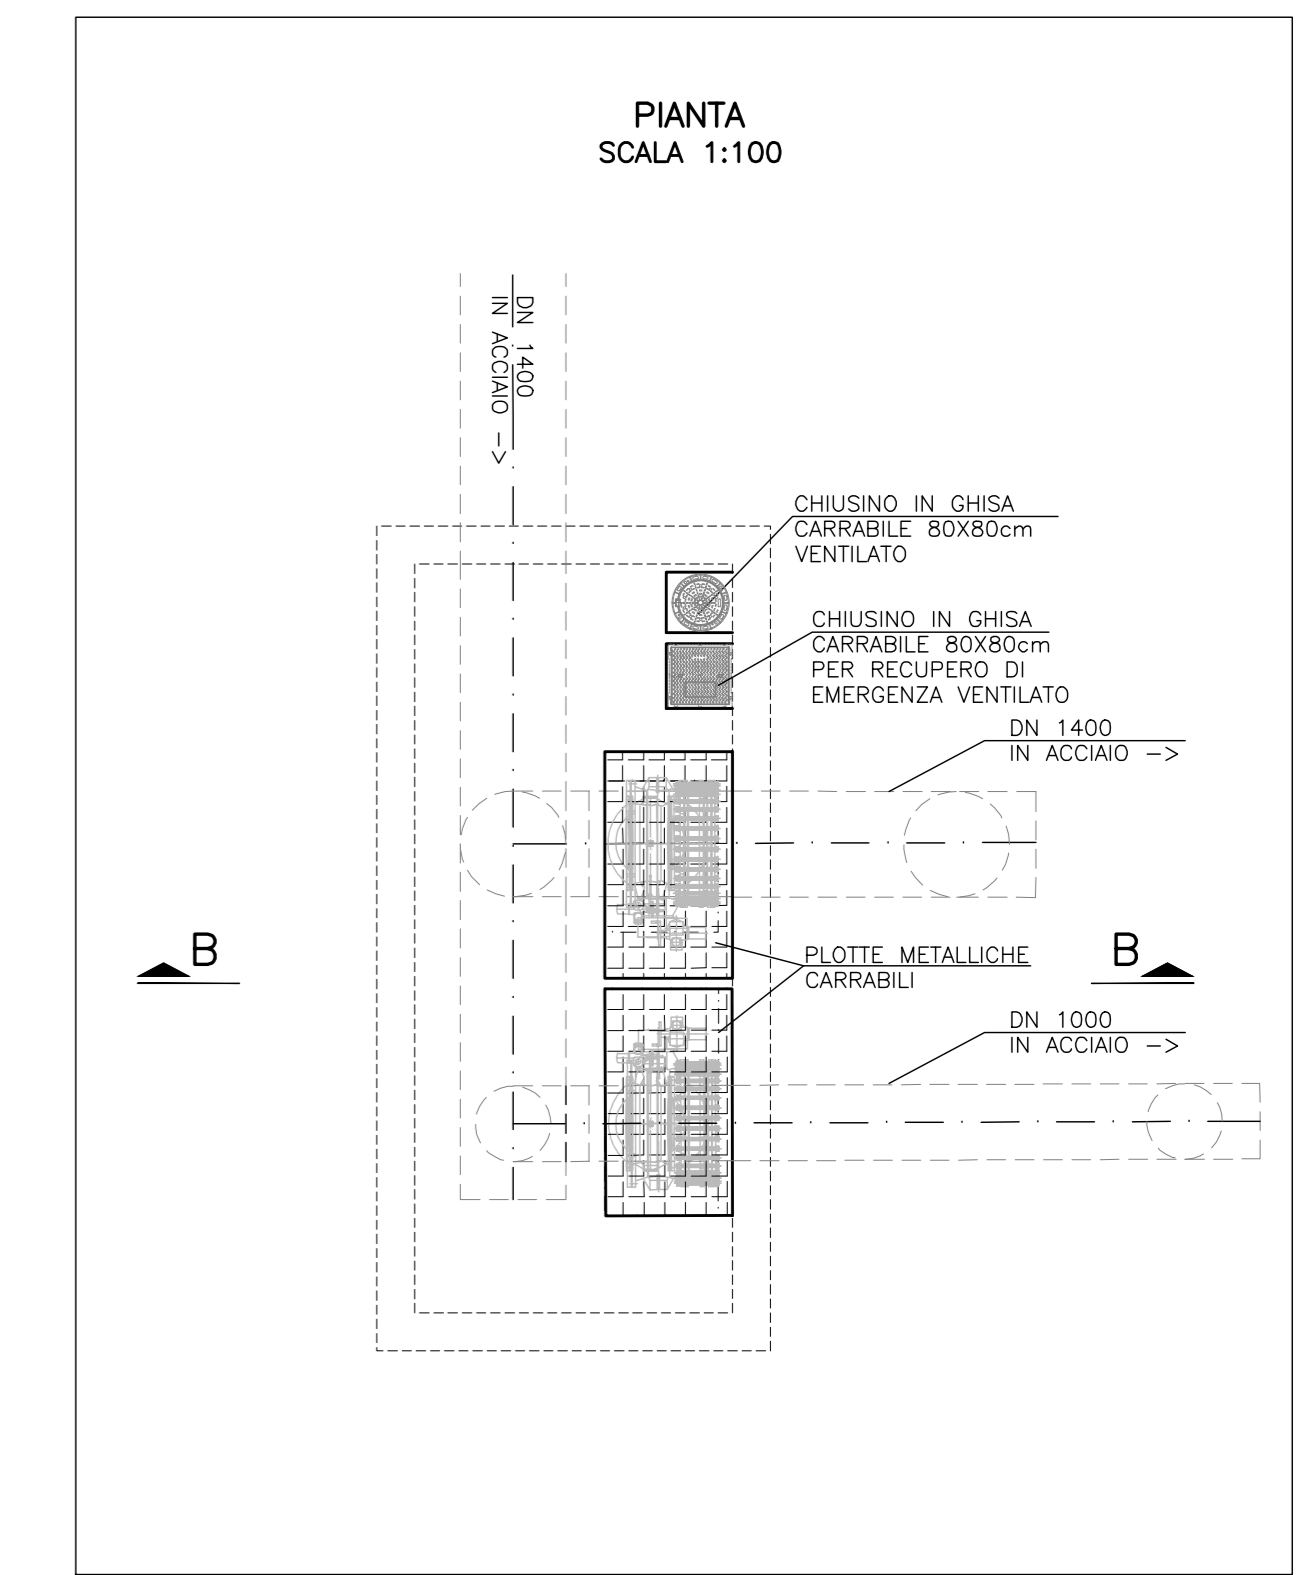 PIANTA
SCALA 1:100
DN 1400
IN ACCIAIO ->
CHIUSINO IN GHISA
CARRABILE 80X80cm
VENTILATO
CHIUSINO IN GHISA
CARRABILE 80X80cm
PER RECUPERO DI
EMERGENZA VENTILATO
DN 1400
IN ACCIAIO ->
B
B
PLOTTE METALLICHE
CARRABILI
DN 1000
IN ACCIAIO ->